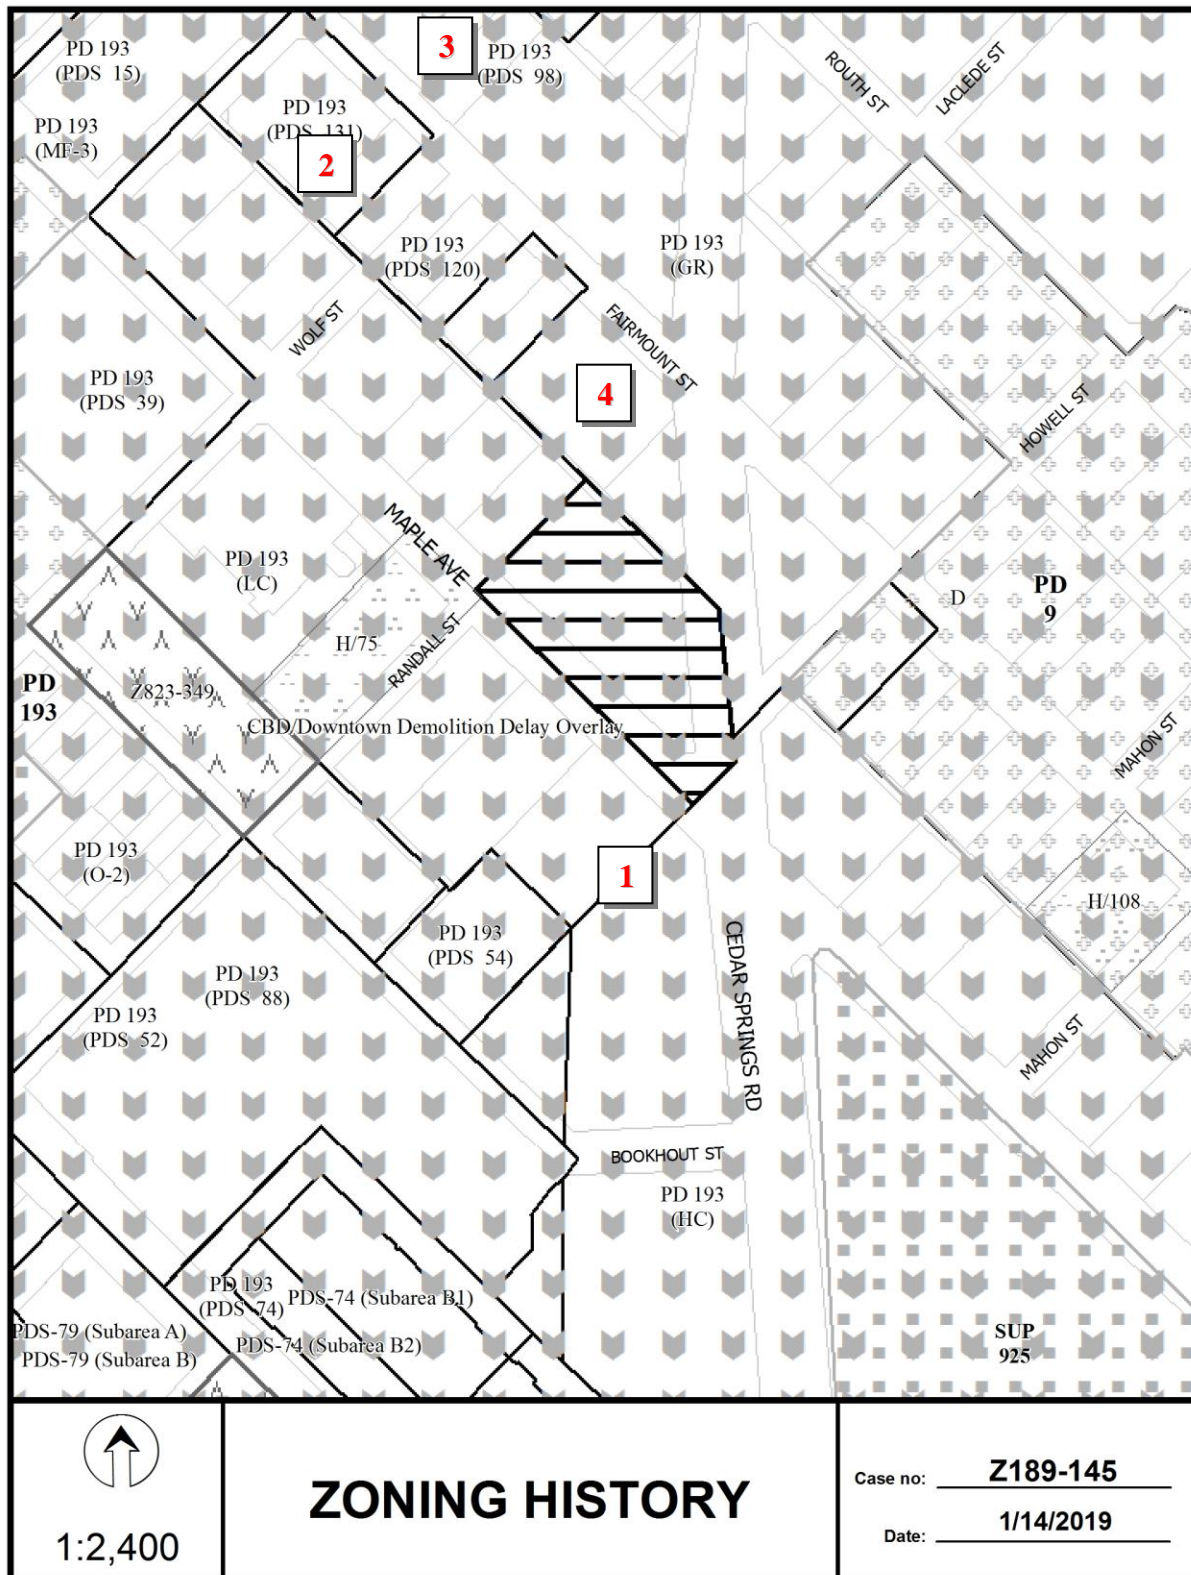 PD 193
(PDS 15)
3
PD 193
(PDS 98)
ROUTH ST
LACLEDE ST
PD 193
(MF-3)
PD 193
(PDS 131)
2
PD 193
(PDS 120)
PD 193
(GR)
WOLF ST
FAIRMOUNT ST
PD 193
(PDS 39)
4
HOWELL ST
MAPLE AVE
PD 193
(LC)
D
PD
9
H/75
RANDALL ST
PD
193
Z823-349
CBD/Downtown Demolition Delay Overlay
MAHON ST
PD 193
(O-2)
1
H/108
PD 193
(PDS 54)
CEDAR SPRINGS RD
PD 193
(PDS 88)
PD 193
(PDS 52)
MAHON ST
BOOKHOUT ST
PD 193
(HC)
PD 193
(PDS 74)
PDS-74 (Subarea B1)
PDS-79 (Subarea A)
PDS-74 (Subarea B2)
PDS-79 (Subarea B)
SUP
925
1:2,400
ZONING HISTORY
Case no: Z189-145
Date: 1/14/2019